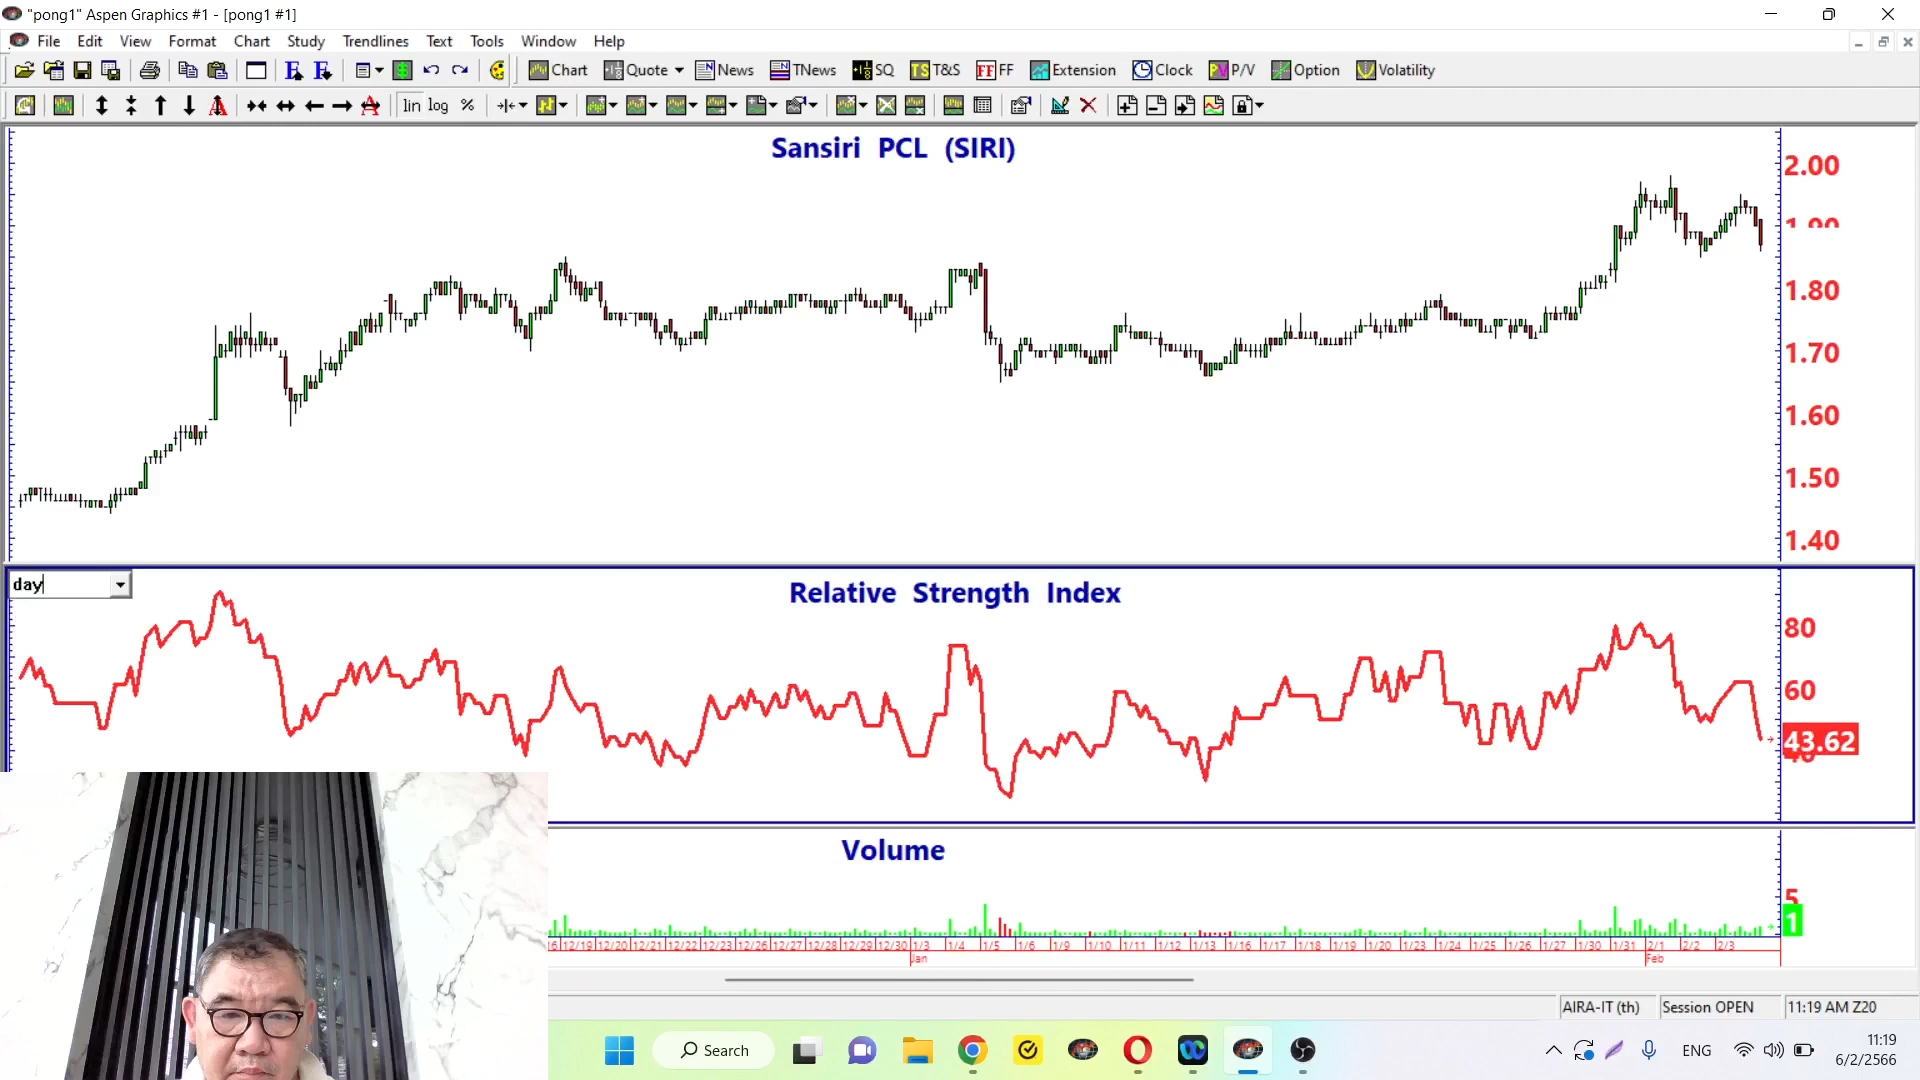 "pong1" Aspen Graphics #1 - [pong1 #1]
File Edit View Format Chart Study Trendlines Text Tools Window Help
Chart Quote News TNews SQ T&S FF Extension Clock P/V Option Volatility
lin log %
Sansiri PCL (SIRI)
2.00
1.90
1.80
1.70
1.60
1.50
1.40
day
Relative Strength Index
80
60
43.62
Volume
5
1
12/19 12/20 12/21 12/22 12/23 12/26 12/27 12/28 12/29 12/30 1/3 1/4 1/5 1/6 1/9 1/10 1/11 1/12 1/13 1/16 1/17 1/18 1/19 1/20 1/23 1/24 1/25 1/26 1/27 1/30 1/31 2/1 2/2 2/3
Jan Feb
AIRA-IT (th) Session OPEN 11:19 AM Z20
Search
ENG
11:19
6/2/2566